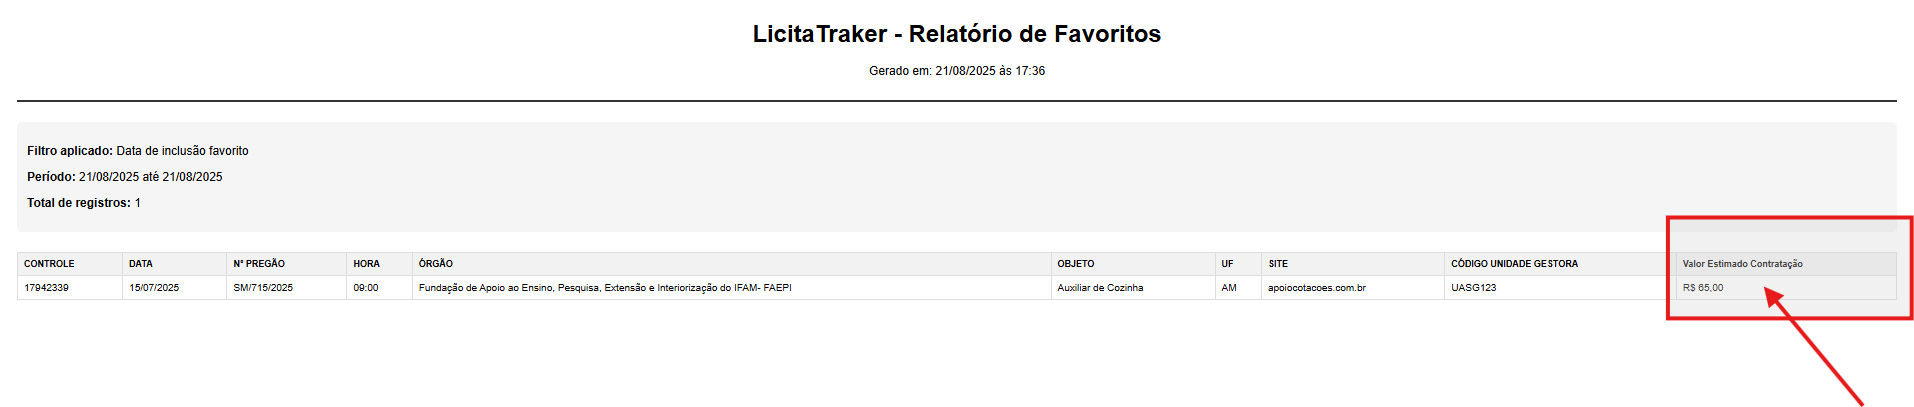 LicitaTraker - Relatório de Favoritos
Gerado em: 21/08/2025 às 17:36
Filtro aplicado: Data de inclusão favorito
Período: 21/08/2025 até 21/08/2025
Total de registros: 1
CONTROLE DATA N° PREGÃO HORA ÓRGÃO OBJETO UF SITE CÓDIGO UNIDADE GESTORA Valor Estimado Contratação
17942339 15/07/2025 SM/715/2025 09:00 Fundação de Apoio ao Ensino, Pesquisa, Extensão e Interiorização do IFAM- FAEPI Auxiliar de Cozinha AM apoiocotacoes.com.br UASG123 R$ 65,00